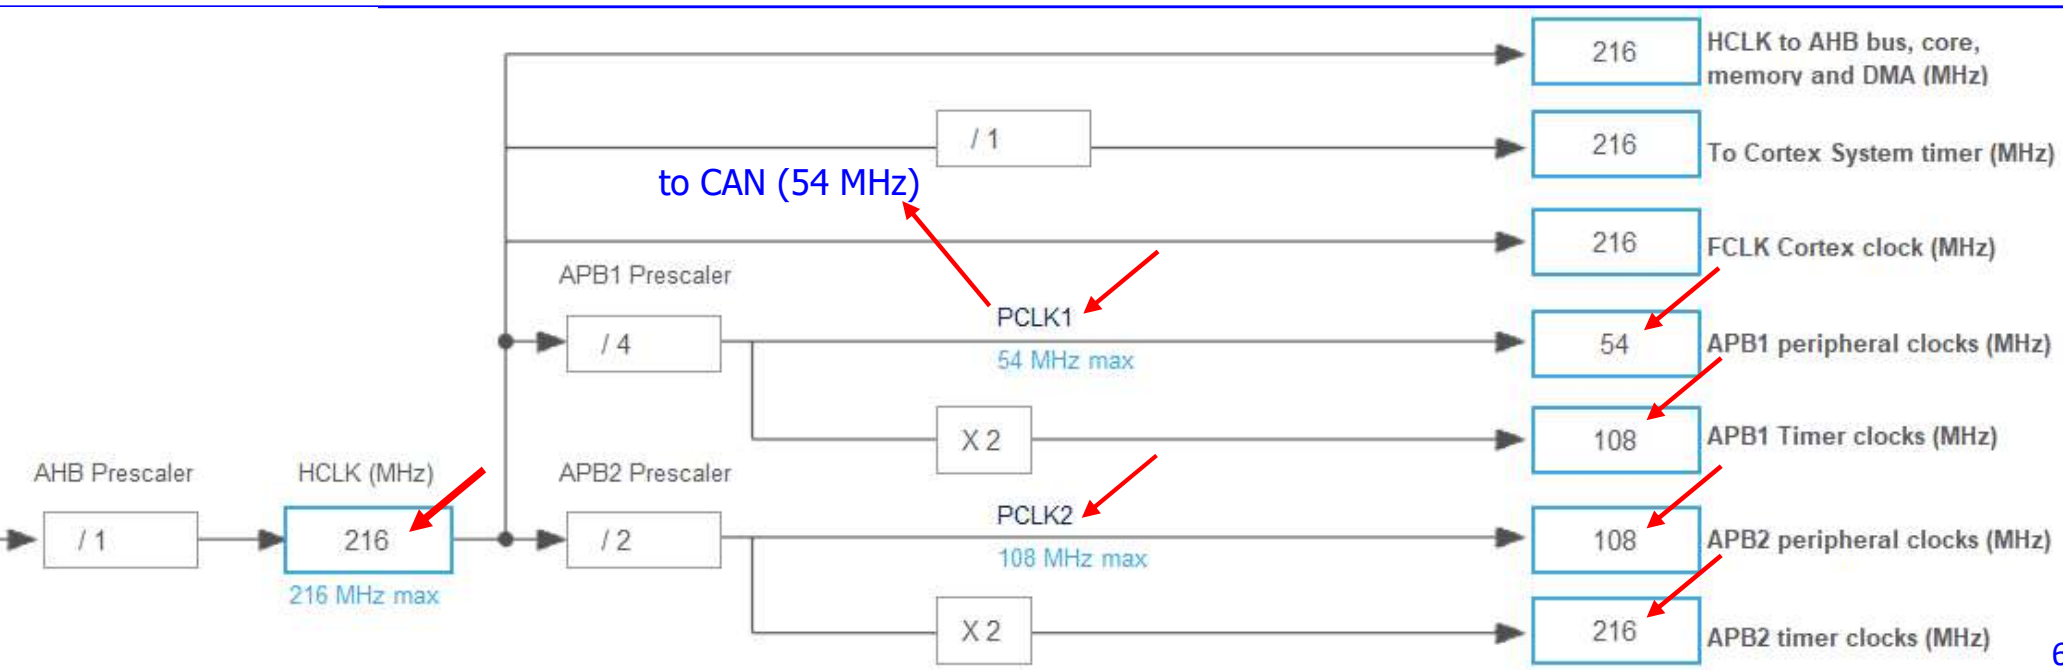 216
HCLK to AHB bus, core,
memory and DMA (MHz)
/ 1
216
To Cortex System timer (MHz)
to CAN (54 MHz)
216
FCLK Cortex clock (MHz)
APB1 Prescaler
/ 4
PCLK1
54 MHz max
54
APB1 peripheral clocks (MHz)
X 2
108
APB1 Timer clocks (MHz)
AHB Prescaler
HCLK (MHz)
APB2 Prescaler
/ 1
216
216 MHz max
/ 2
PCLK2
108 MHz max
108
APB2 peripheral clocks (MHz)
X 2
216
APB2 timer clocks (MHz)
6